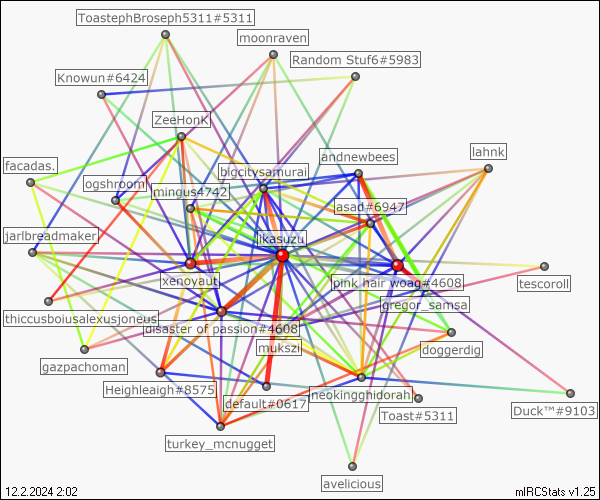 ToastephBroseph5311#5311
moonraven
Random Stuf6#5983
Knowun#6424
ZeeHonK
andnewbees
lahnk
facadas.
bigcitysamurai
ogshroom
mingus4742
asad#6947
jarlbreadmaker
ikasuzu
xenoyaut
pink hair woag#4608
tescoroll
gregor_samsa
thiccusboiusalexusjoneus
disaster of passion#4608
mukszi
doggerdig
gazpachoman
Heighleaigh#8575
default#0617
neokingghidorah
Toast#5311
Duck™#9103
turkey_mcnugget
avelicious
12.2.2024 2:02
mIRCStats v1.25